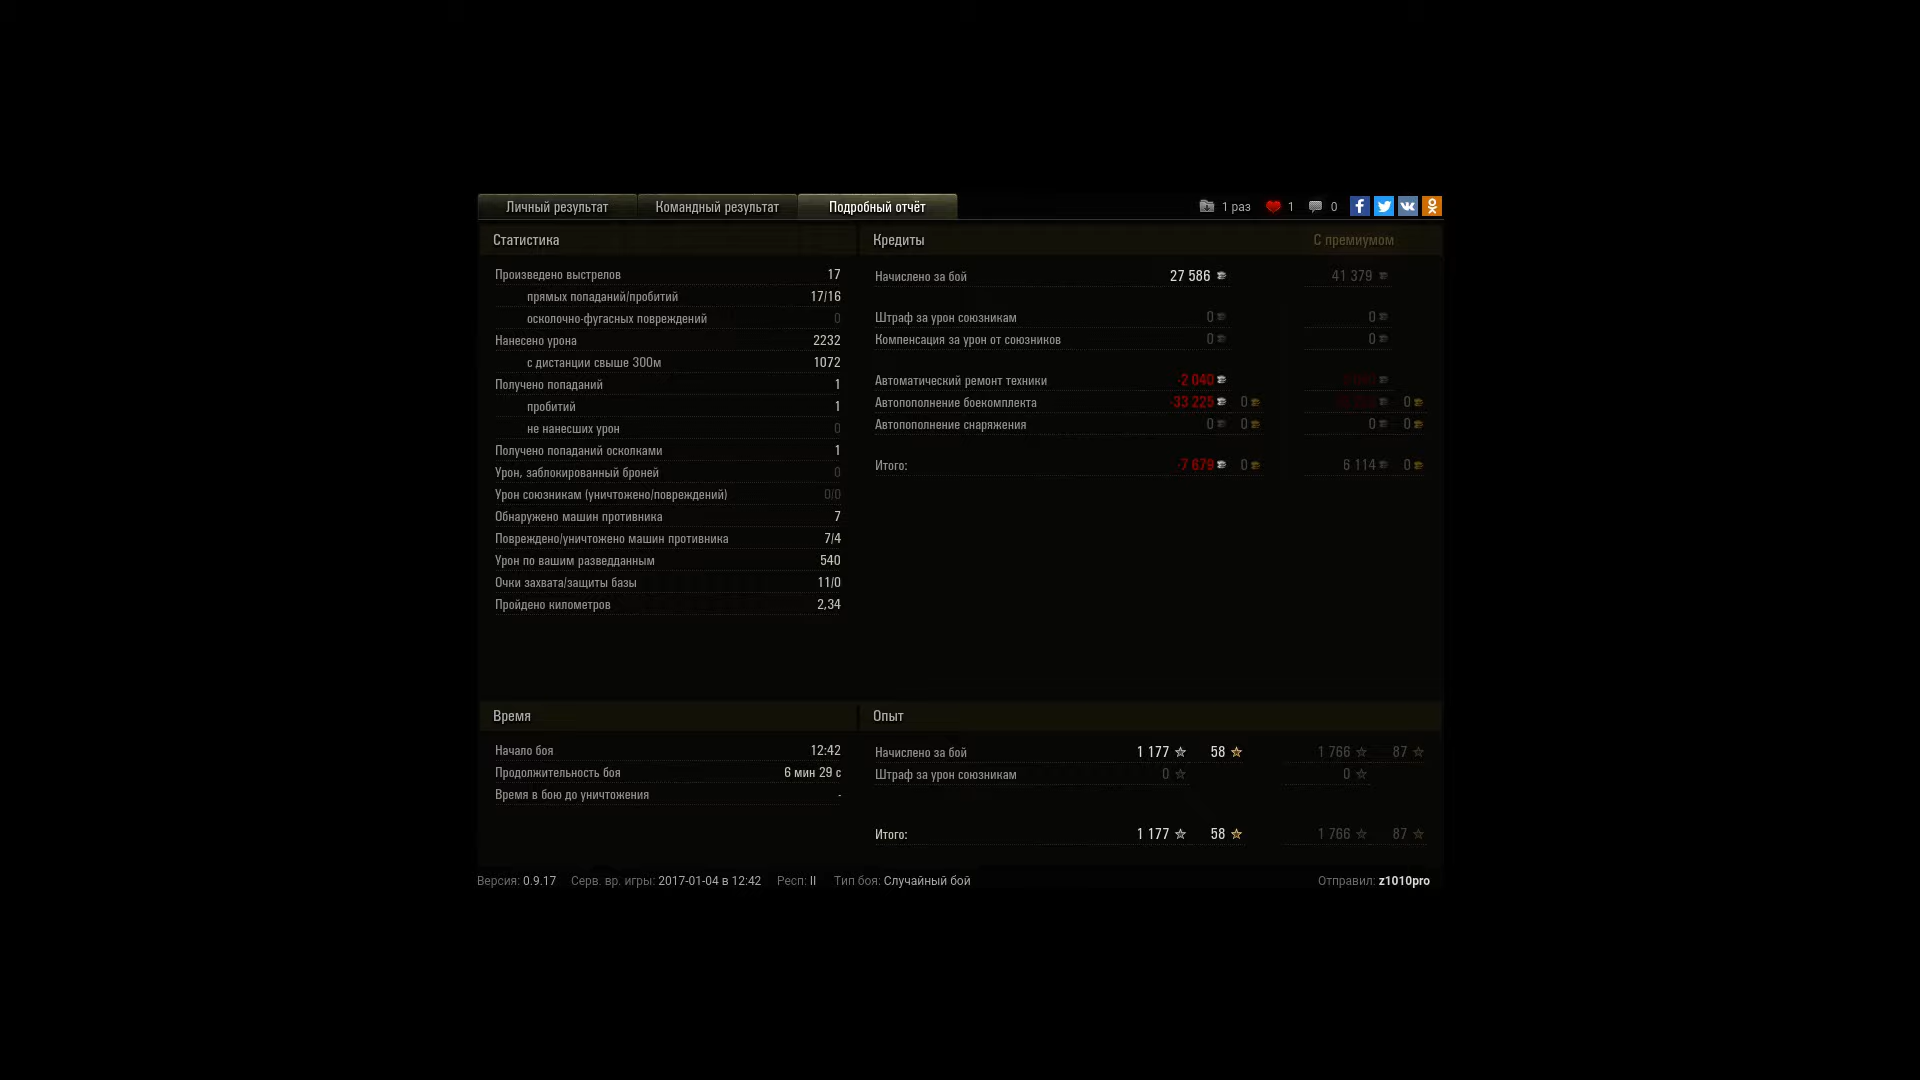 Личный результат Командный результат Подробный отчёт 1 раз 1 0
Статистика
Произведено выстрелов 17
прямых попаданий/пробитий 17/16
осколочно-фугасных повреждений 0
Нанесено урона 2232
с дистанции свыше 300м 1072
Получено попаданий 1
пробитий 1
не нанесших урон 0
Получено попаданий осколками 1
Урон, заблокированный броней 0
Урон союзникам (уничтожено/повреждений) 0/0
Обнаружено машин противника 7
Повреждено/уничтожено машин противника 7/4
Урон по вашим разведданным 540
Очки захвата/защиты базы 11/0
Пройдено километров 2,34
Кредиты С премиумом
Начислено за бой 27 586 41 379
Штраф за урон союзникам 0 0
Компенсация за урон от союзников 0 0
Автоматический ремонт техники -2 040
Автопополнение боекомплекта -33 225 0 0
Автопополнение снаряжения 0 0 0 0
Итого: -7 679 0 6 114 0
Время
Начало боя 12:42
Продолжительность боя 6 мин 29 с
Время в бою до уничтожения -
Опыт
Начислено за бой 1 177 58 1 766 87
Штраф за урон союзникам 0 0
Итого: 1 177 58 1 766 87
Версия: 0.9.17 Серв. вр. игры: 2017-01-04 в 12:42 Респ: II Тип боя: Случайный бой Отправил: z1010pro